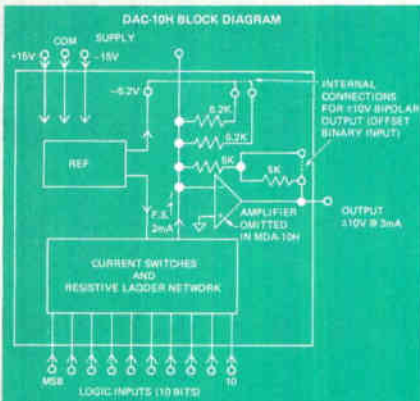 DAC-10H BLOCK DIAGRAM
SUPPLY
COM
+15V
-15V
-6.2V
6.2K
6.2K
5K
5K
INTERNAL
CONNECTIONS
FOR ±10V BIPOLAR
OUTPUT (OFFSET
BINARY INPUT)
REF
F.S.
2mA
AMPLIFIER
OMITTED
IN MDA-10H
OUTPUT
±10V @ 3mA
CURRENT SWITCHES
AND
RESISTIVE LADDER NETWORK
MSB
10
LOGIC INPUTS (10 BITS)